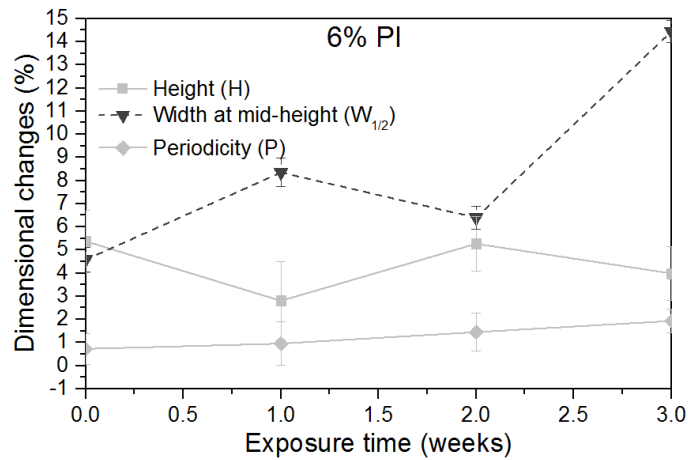 6% PI
Height (H)
Width at mid-height (W1/2)
Periodicity (P)
Dimensional changes (%)
15
14
13
12
11
10
9
8
7
6
5
4
3
2
1
0
-1
0.0 0.5 1.0 1.5 2.0 2.5 3.0
Exposure time (weeks)